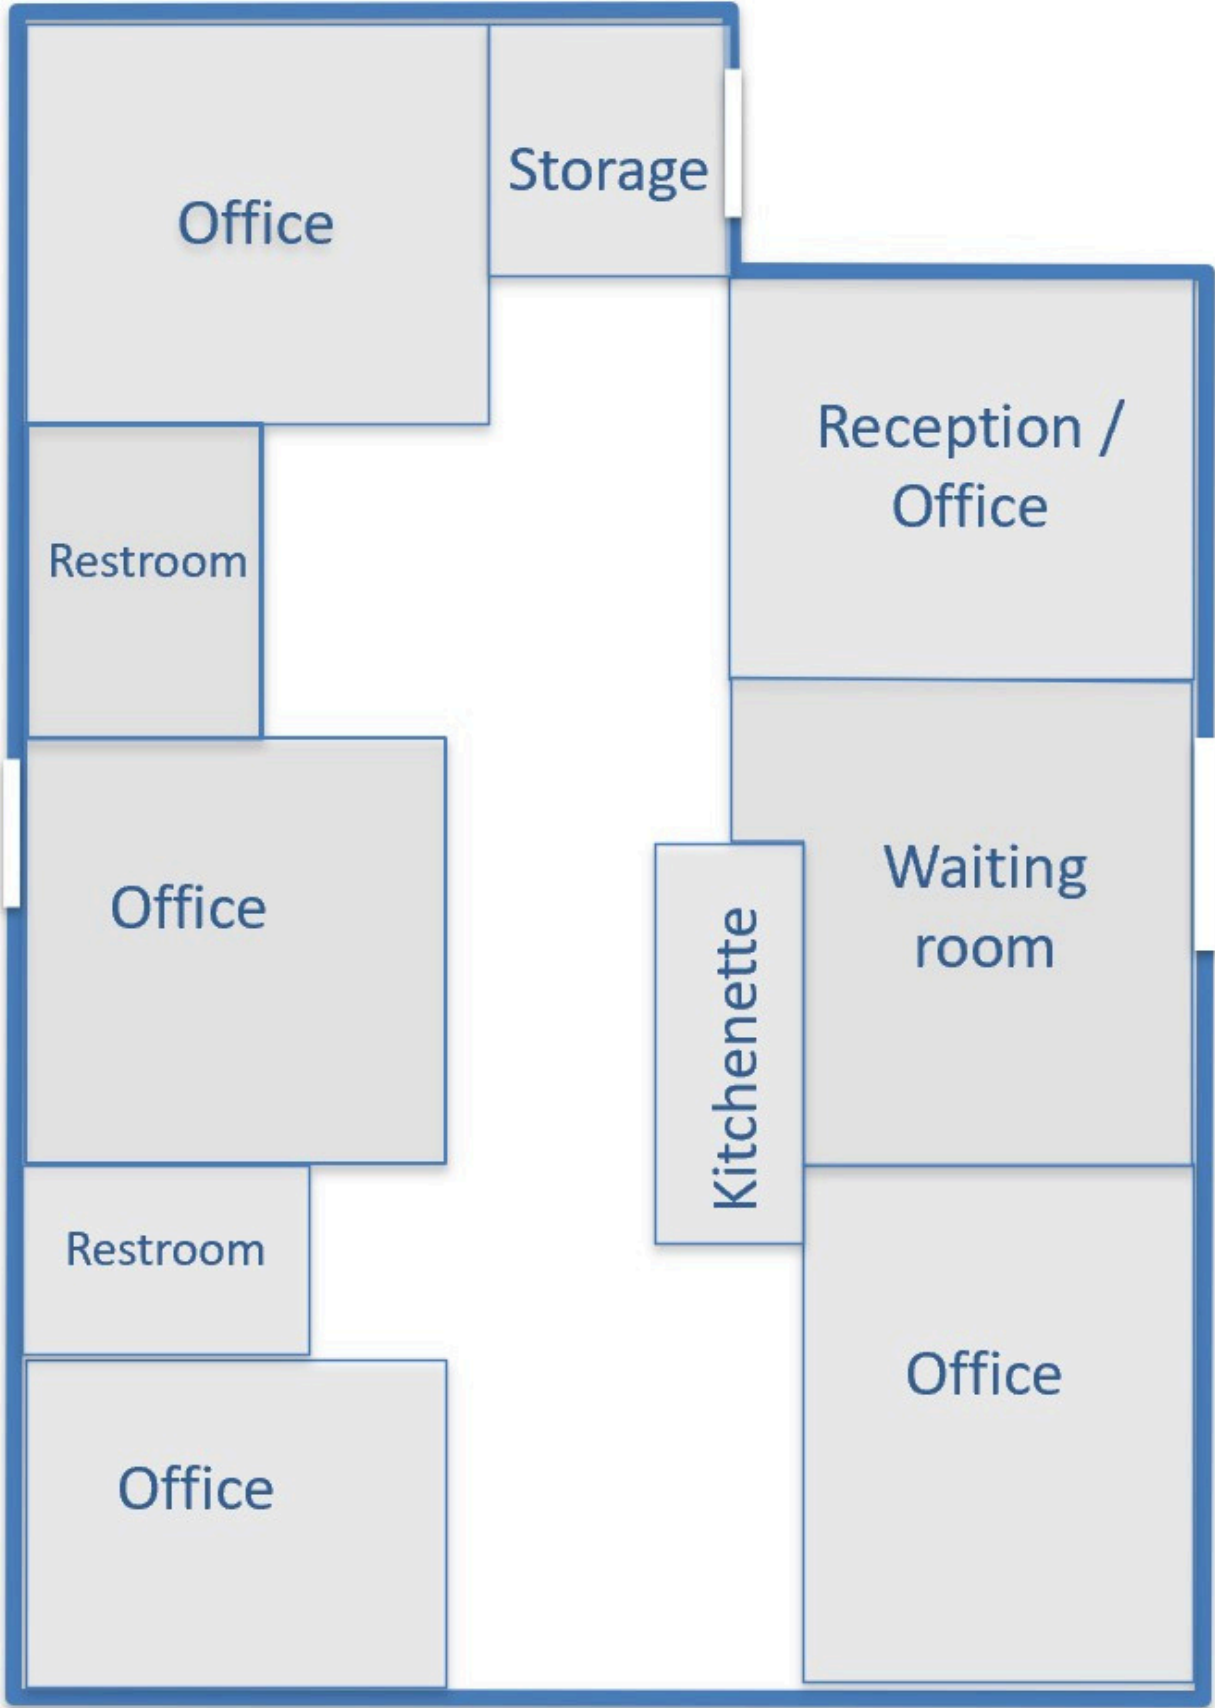 Office
Storage
Reception /
Office
Restroom
Office
Waiting
room
Kitchenette
Restroom
Office
Office